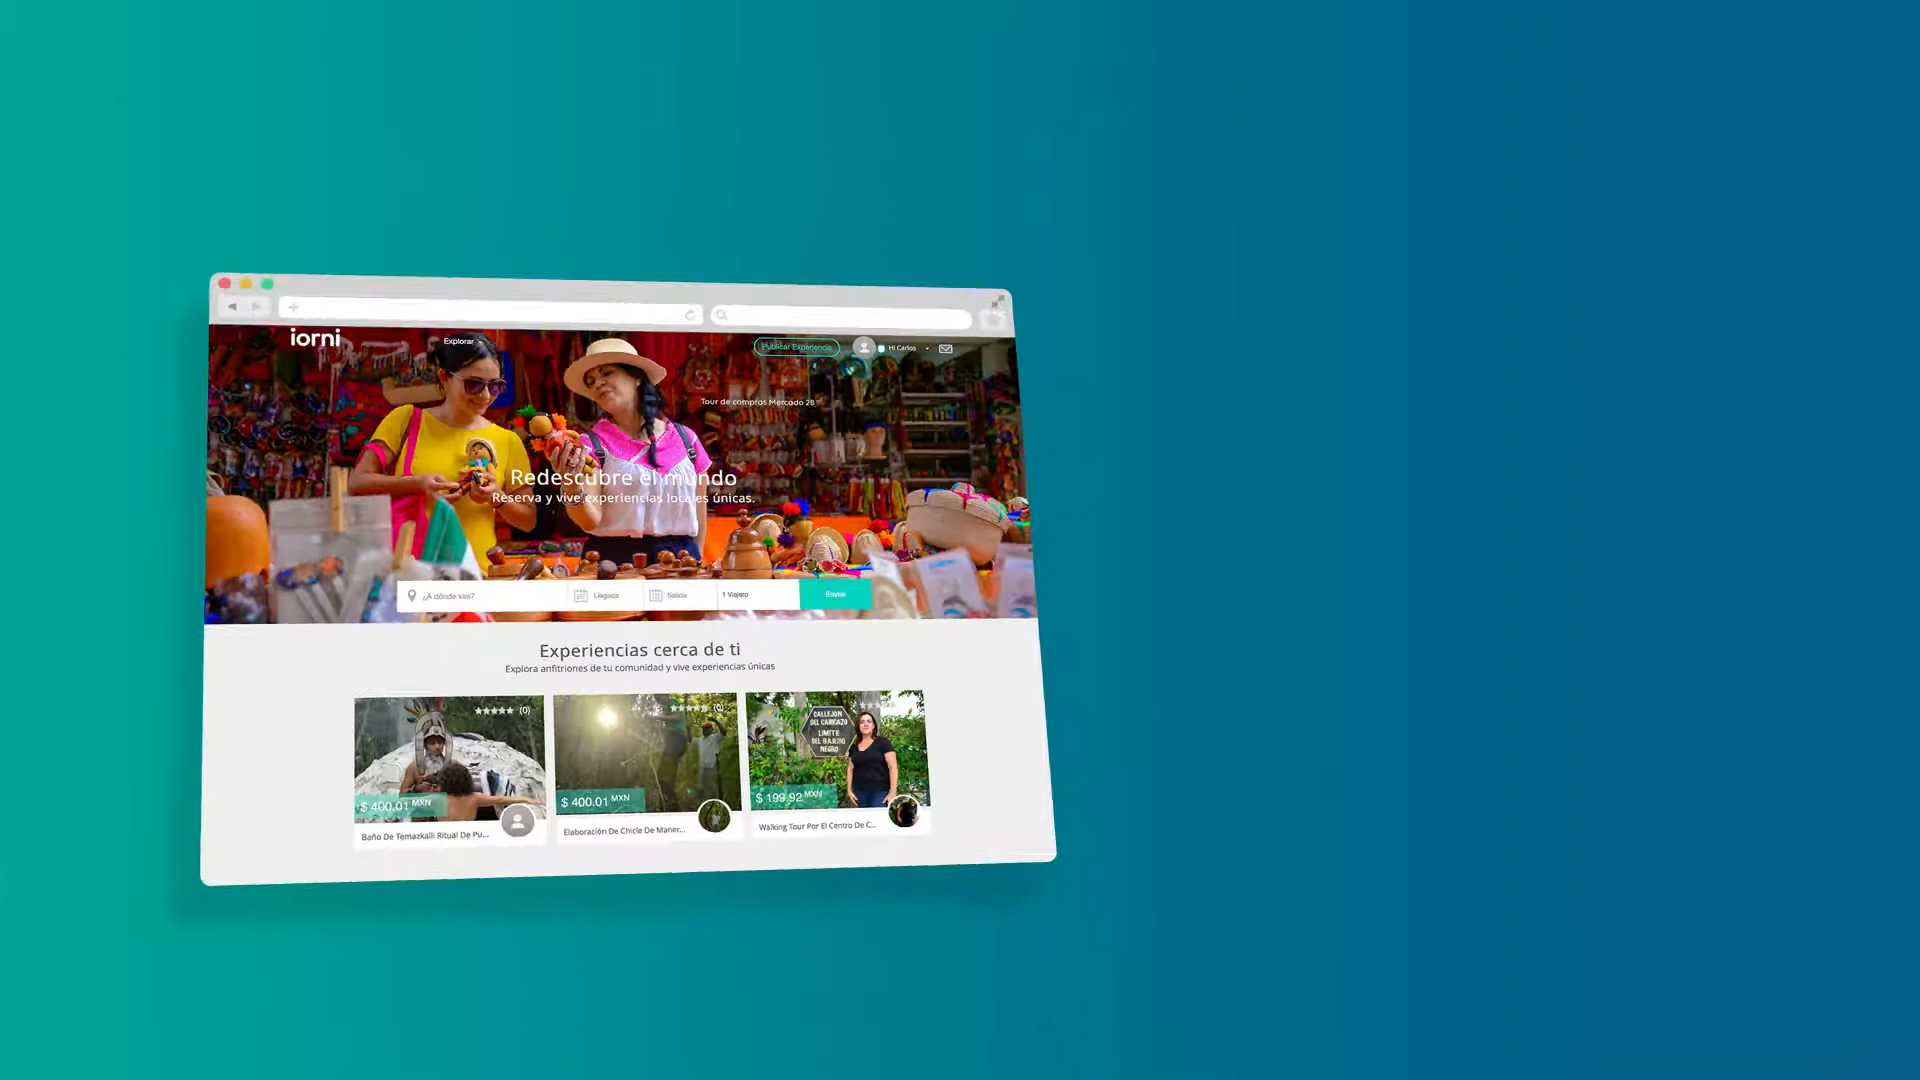 iorni
Explorar
Publicar Experiencia
Hi Carlos
Tour de compras Mercado 28
Redescubre el mundo
Reserva y vive experiencias locales únicas.
¿A dónde vas?
Llegada
Salida
1 Viajero
Enviar
Experiencias cerca de ti
Explora anfitriones de tu comunidad y vive experiencias únicas
(0)
(0)
CALLEJON
DEL CANICAZO
LIMITE
DEL BARRIO
NEGRO
$ 400.01 MXN
$ 400.01 MXN
$ 199.92 MXN
Baño De Temazkalli Ritual De Pu...
Elaboración De Chicle De Maner...
Walking Tour Por El Centro De C...